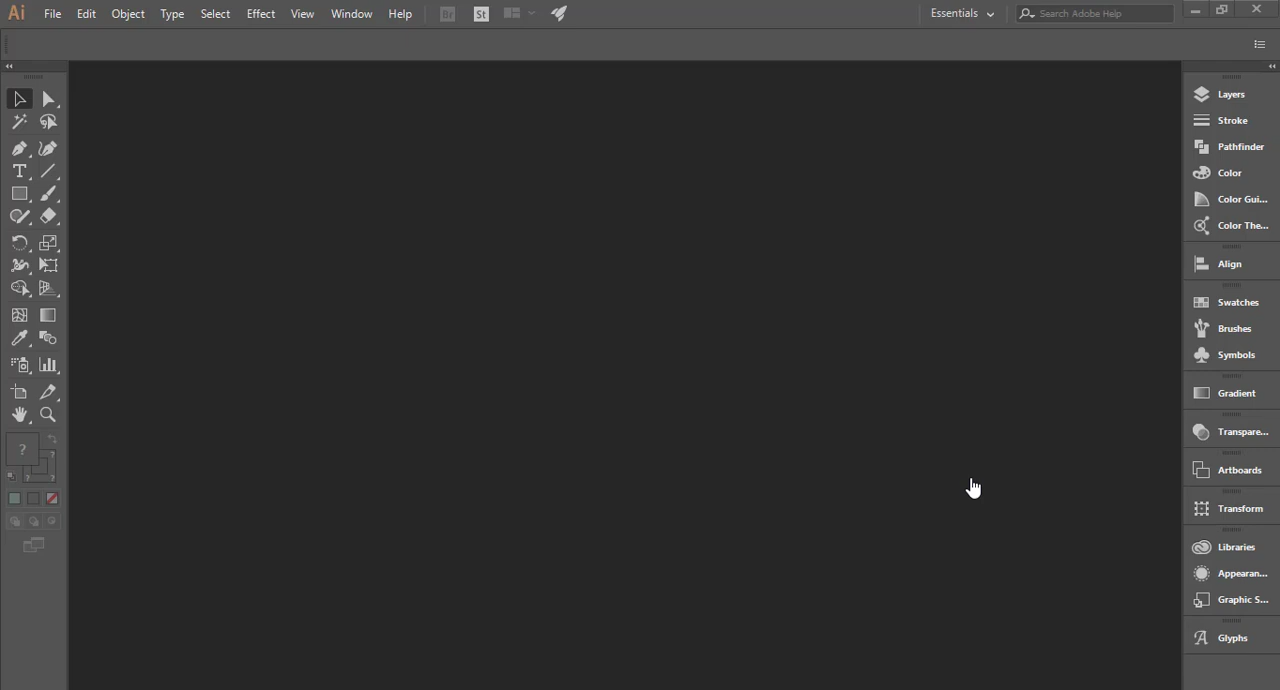 Ai File Edit Object Type Select Effect View Window Help Br St Essentials Search Adobe Help
Layers
Stroke
Pathfinder
Color
Color Gui...
Color The...
Align
Swatches
Brushes
Symbols
Gradient
Transpare...
Artboards
Transform
Libraries
Appearan...
Graphic S...
Glyphs